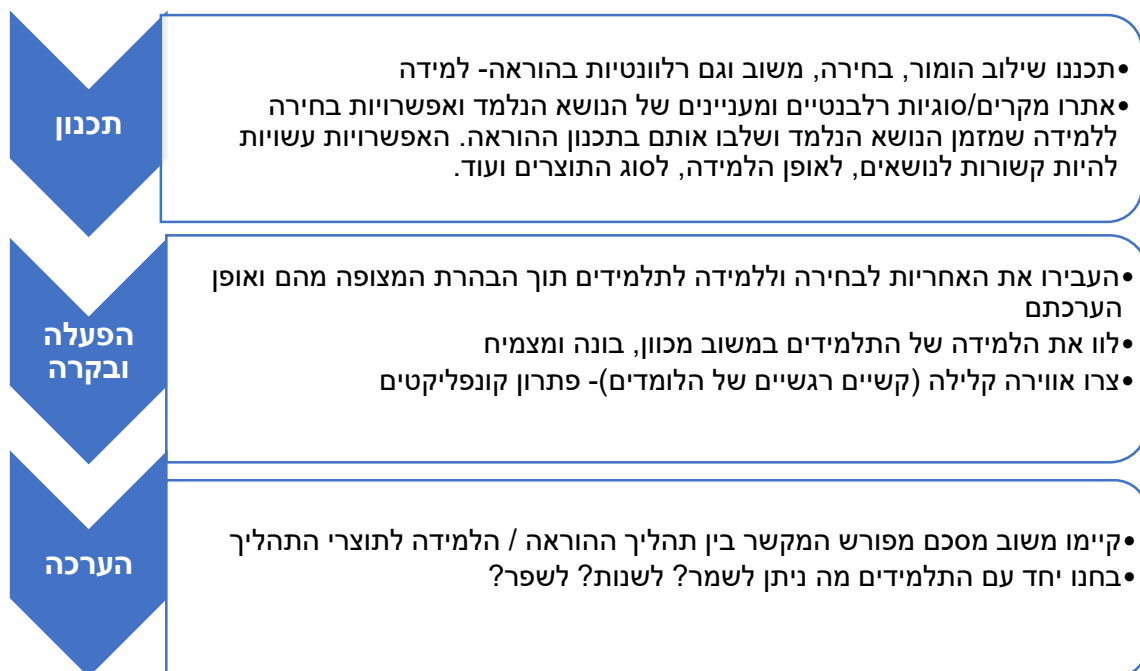 תכנון
•תכננו שילוב הומור, בחירה, משוב וגם רלוונטיות בהוראה- למידה
•אתרו מקרים/סוגיות רלבנטיים ומעניינים של הנושא הנלמד ואפשרויות בחירה
ללמידה שמזמן הנושא הנלמד ושלבו אותם בתכנון ההוראה. האפשרויות עשויות
להיות קשורות לנושאים, לאופן הלמידה, לסוג התוצרים ועוד.
הפעלה
ובקרה
•העבירו את האחריות לבחירה וללמידה לתלמידים תוך הבהרת המצופה מהם ואופן
הערכתם
•לוו את הלמידה של התלמידים במשוב מכוון, בונה ומצמיח
•צרו אווירה קלילה (קשיים רגשיים של הלומדים)- פתרון קונפליקטים
הערכה
•קיימו משוב מסכם מפורש המקשר בין תהליך ההוראה / הלמידה לתוצרי התהליך
•בחנו יחד עם התלמידים מה ניתן לשמר? לשנות? לשפר?